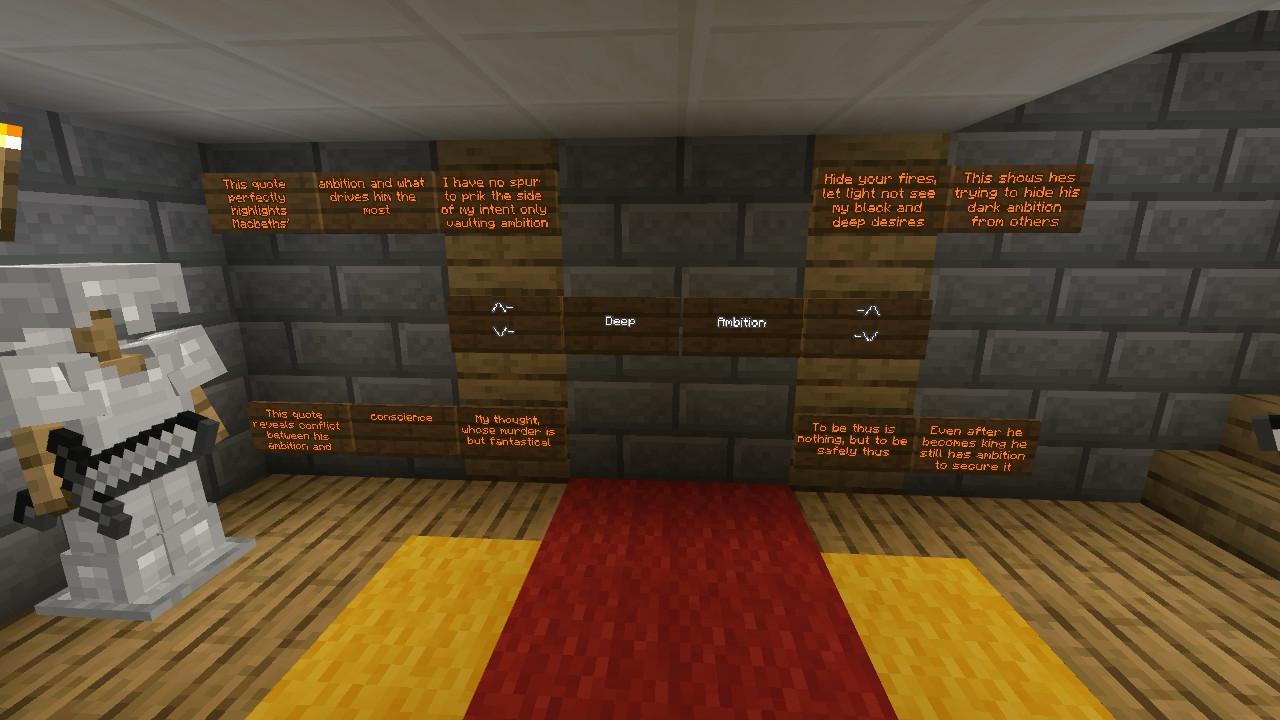 This quote
perfectly
highlights
Macbeths'
ambition and what
drives him the
most
I have no spur
to prik the side
of my intent only
vaulting ambition
Hide your fires,
let light not see
my black and
deep desires
This shows hes
trying to hide his
dark ambition
from others
/\-
\/-
Deep
Ambition
-/\
-\/
This quote
reveals conflict
between his
ambition and
conscience
My thought,
whose murder is
but fantastical
To be thus is
nothing, but to be
safely thus
Even after he
becomes king he
still has ambition
to secure it